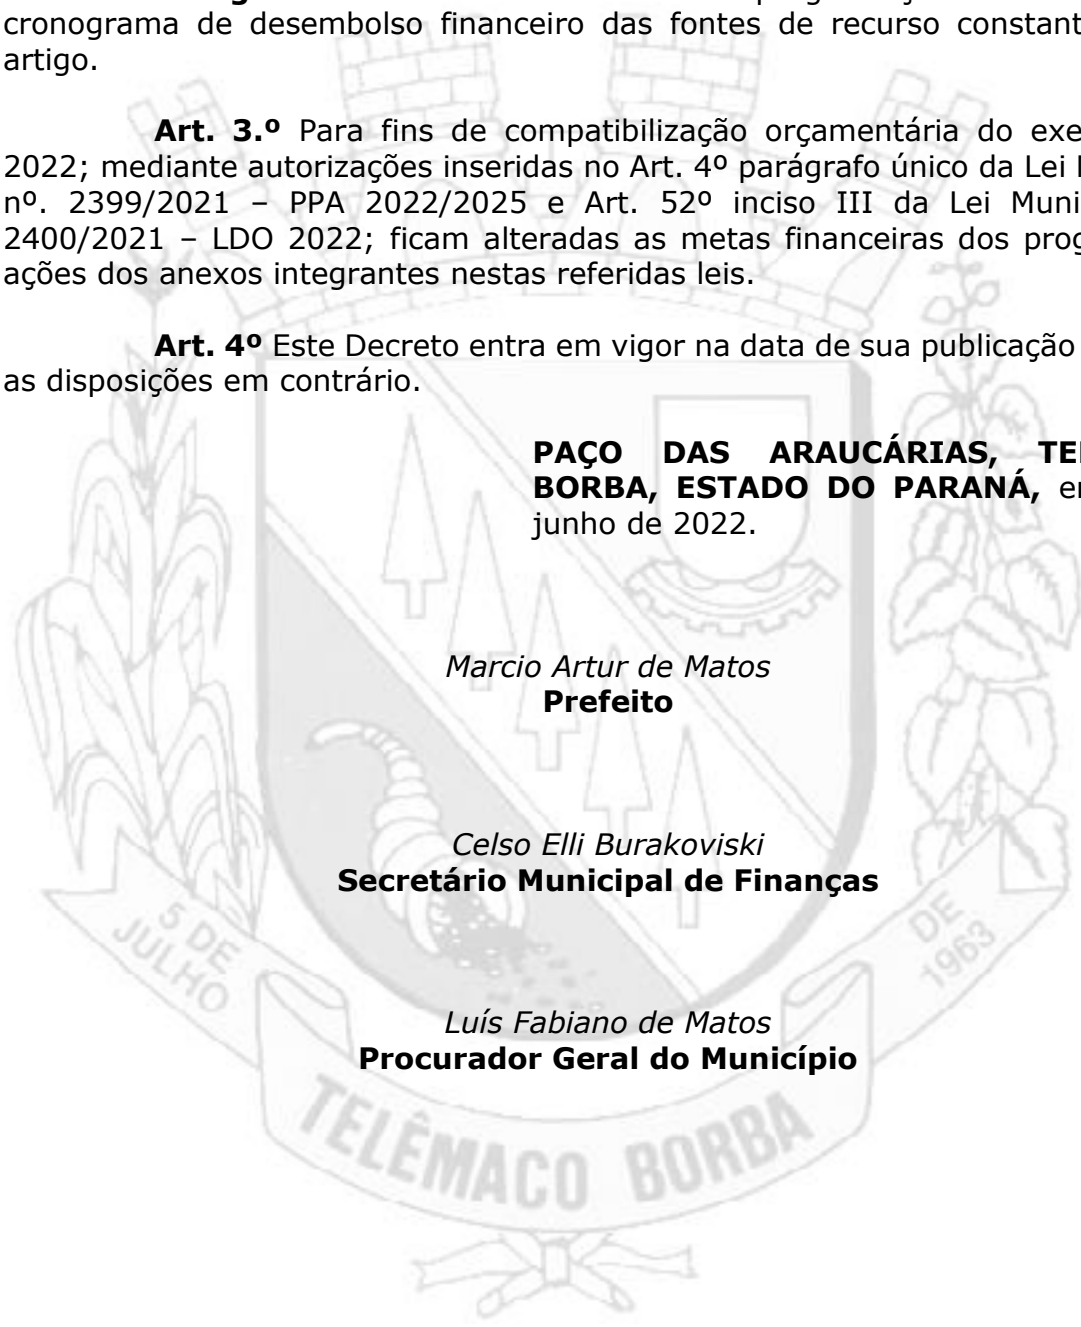 cronograma de desembolso financeiro das fontes de recurso constant
artigo.
Art. 3.º Para fins de compatibilização orçamentária do exe
2022; mediante autorizações inseridas no Art. 4º parágrafo único da Lei
nº. 2399/2021 – PPA 2022/2025 e Art. 52º inciso III da Lei Muni
2400/2021 – LDO 2022; ficam alteradas as metas financeiras dos prog
ações dos anexos integrantes nestas referidas leis.
Art. 4º Este Decreto entra em vigor na data de sua publicação
as disposições em contrário.
PAÇO DAS ARAUCÁRIAS, TE
BORBA, ESTADO DO PARANÁ, e
junho de 2022.
Marcio Artur de Matos
Prefeito
Celso Elli Burakoviski
Secretário Municipal de Finanças
5 DE
JULHO
DE
1963
Luís Fabiano de Matos
Procurador Geral do Município
TELÊMACO BORBA